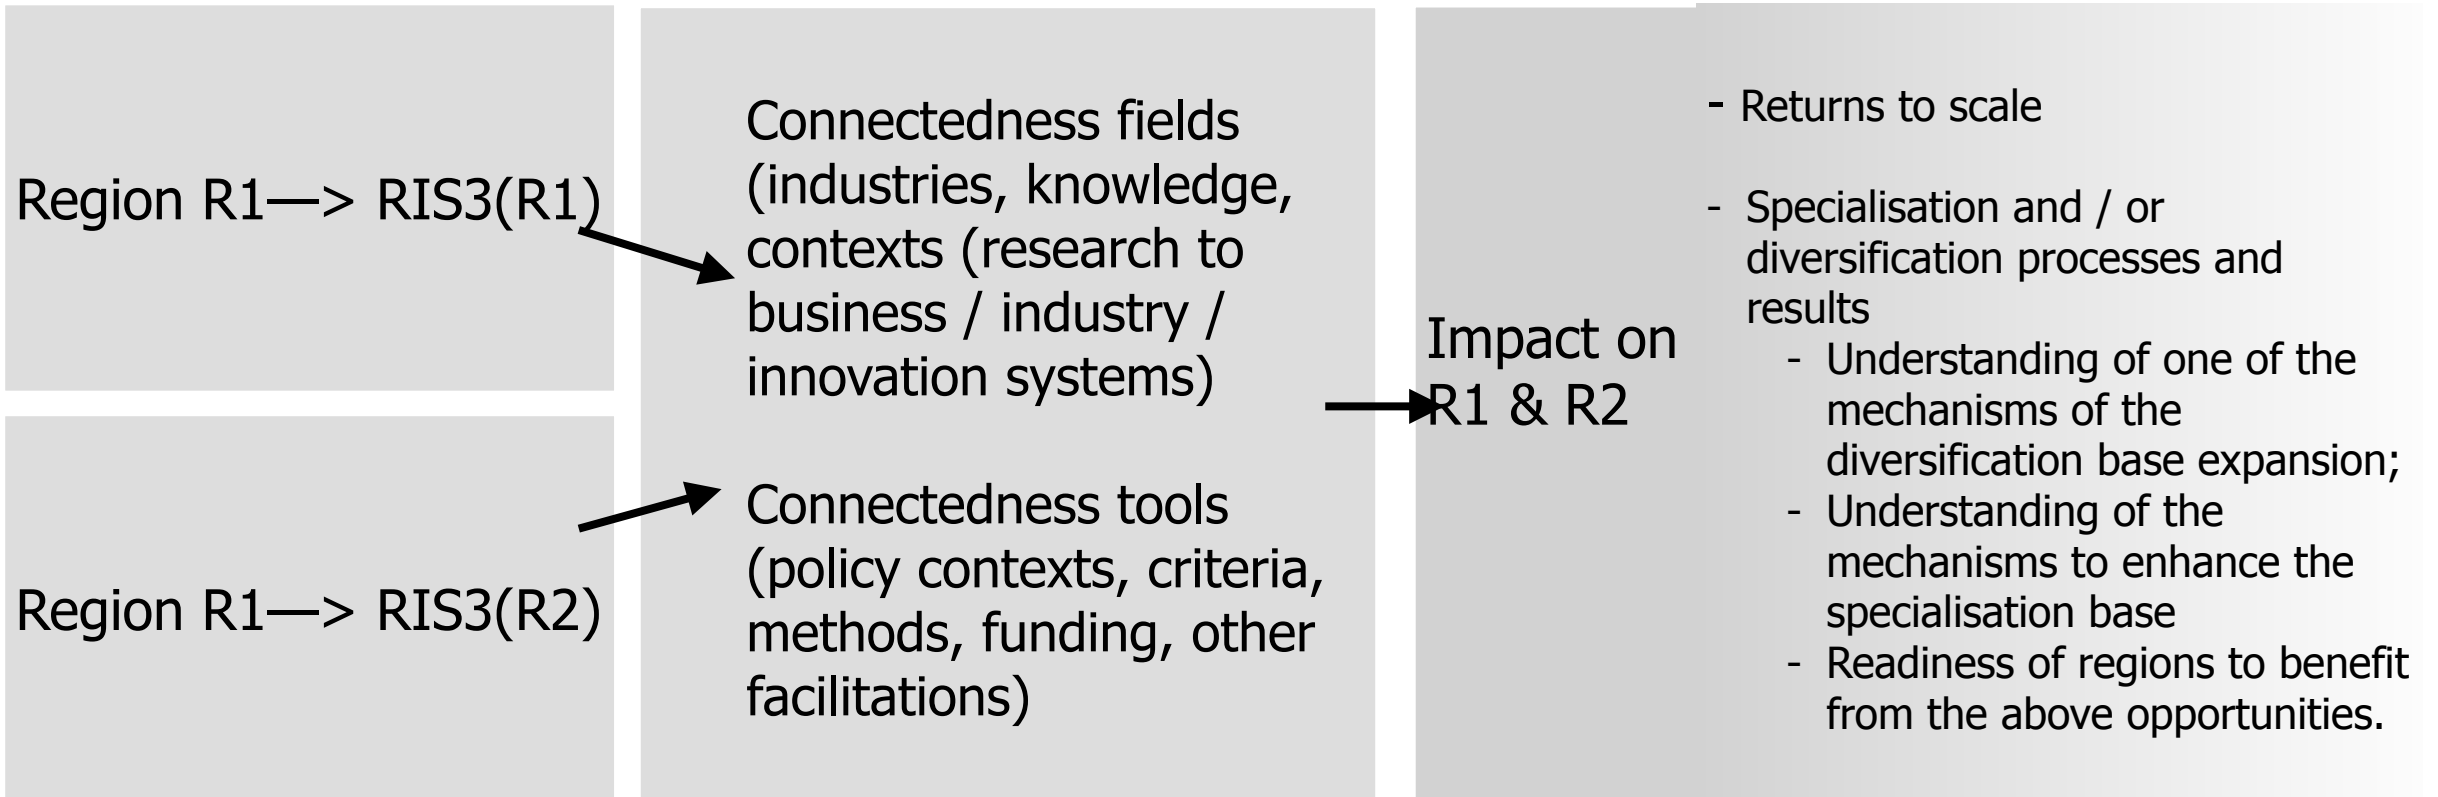 Region R1—> RIS3(R1)
Region R1—> RIS3(R2)
Connectedness fields
(industries, knowledge,
contexts (research to
business / industry /
innovation systems)
Connectedness tools
(policy contexts, criteria,
methods, funding, other
facilitations)
Impact on
R1 & R2
- Returns to scale
- Specialisation and / or
diversification processes and
results
- Understanding of one of the
mechanisms of the
diversification base expansion;
- Understanding of the
mechanisms to enhance the
specialisation base
- Readiness of regions to benefit
from the above opportunities.